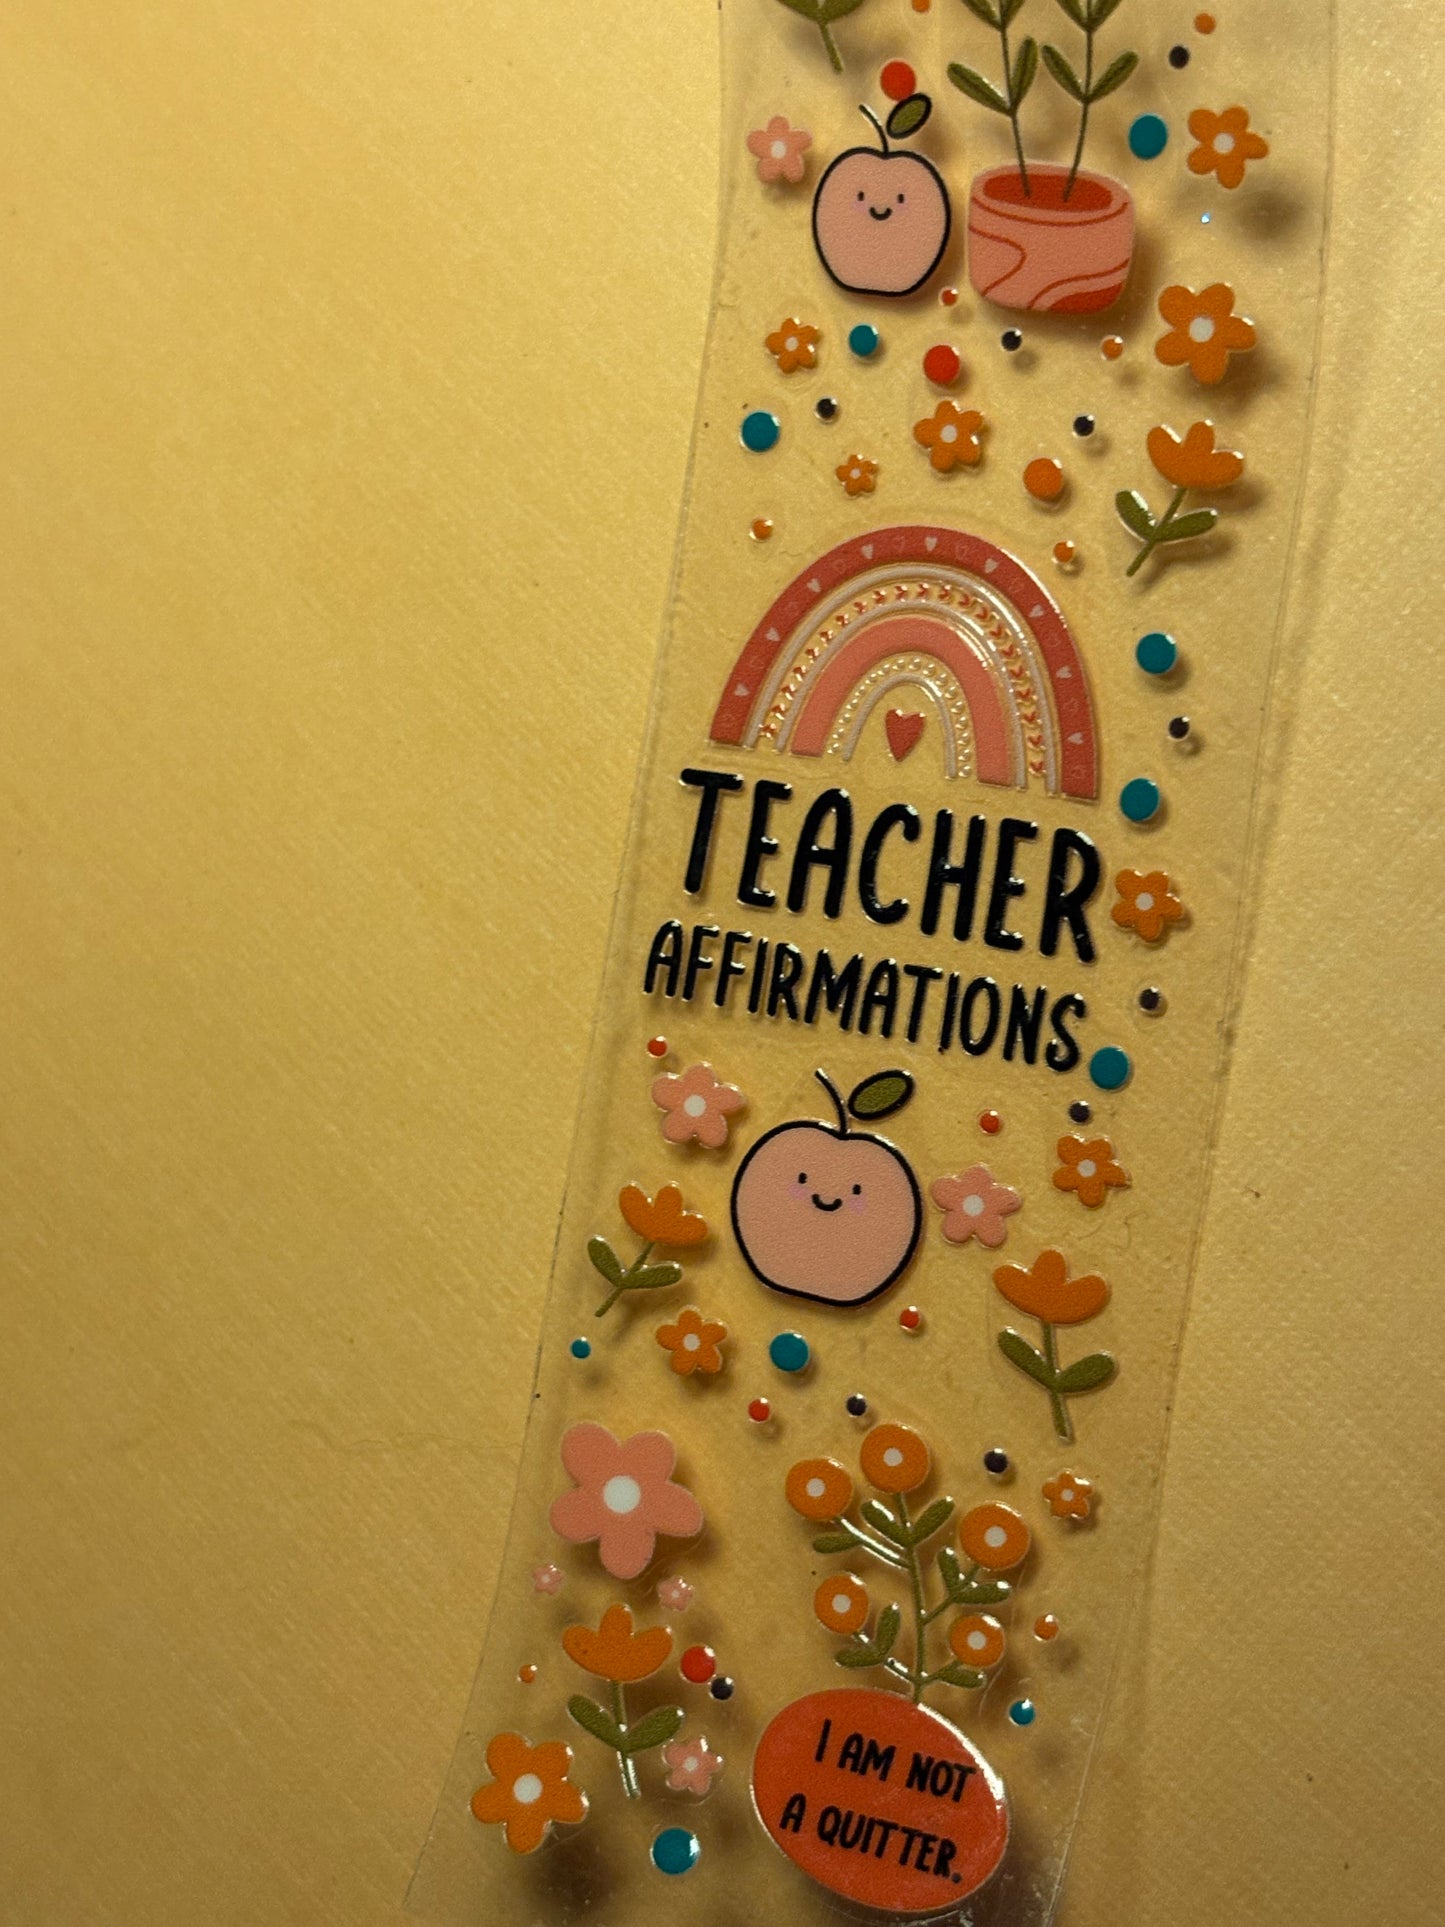 TEACHER
AFFIRMATIONS
I AM NOT
A QUITTER.